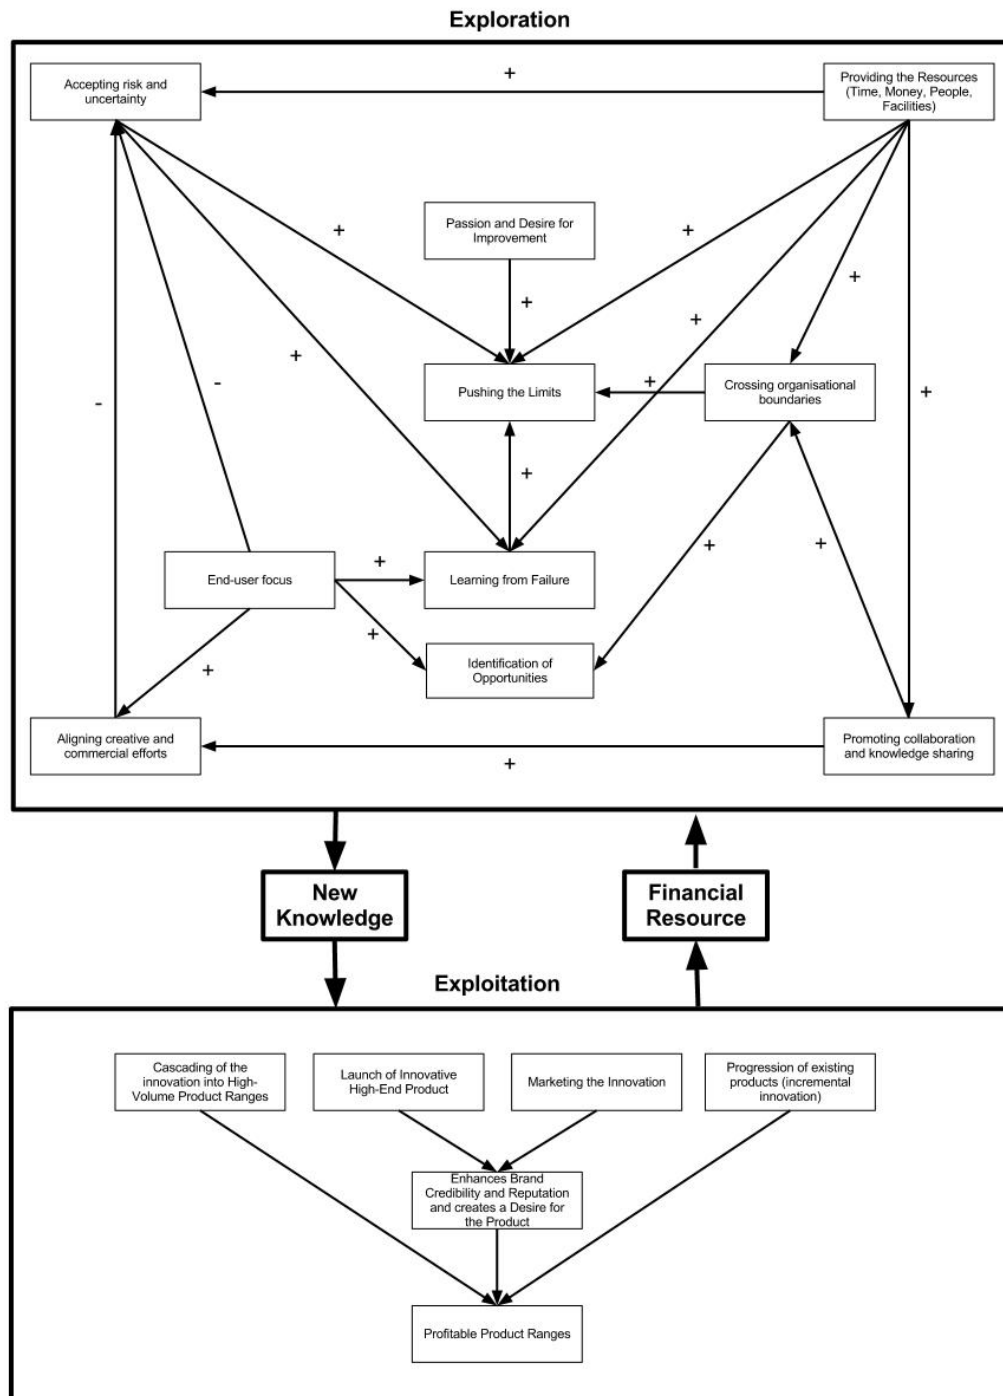 Exploration
Accepting risk and
uncertainty
+
Providing the Resources
(Time, Money, People,
Facilities)
Passion and Desire for
Improvement
+
+
+
+
+
+
Pushing the Limits
+
Crossing organisational
boundaries
-
-
+
+
End-user focus
+
Learning from Failure
+
+
+
Identification of
Opportunities
+
Aligning creative and
commercial efforts
+
Promoting collaboration
and knowledge sharing
New
Knowledge
Financial
Resource
Exploitation
Cascading of the
innovation into High-
Volume Product Ranges
Launch of Innovative
High-End Product
Marketing the Innovation
Progression of existing
products (incremental
innovation)
Enhances Brand
Credibility and Reputation
and creates a Desire for
the Product
Profitable Product Ranges